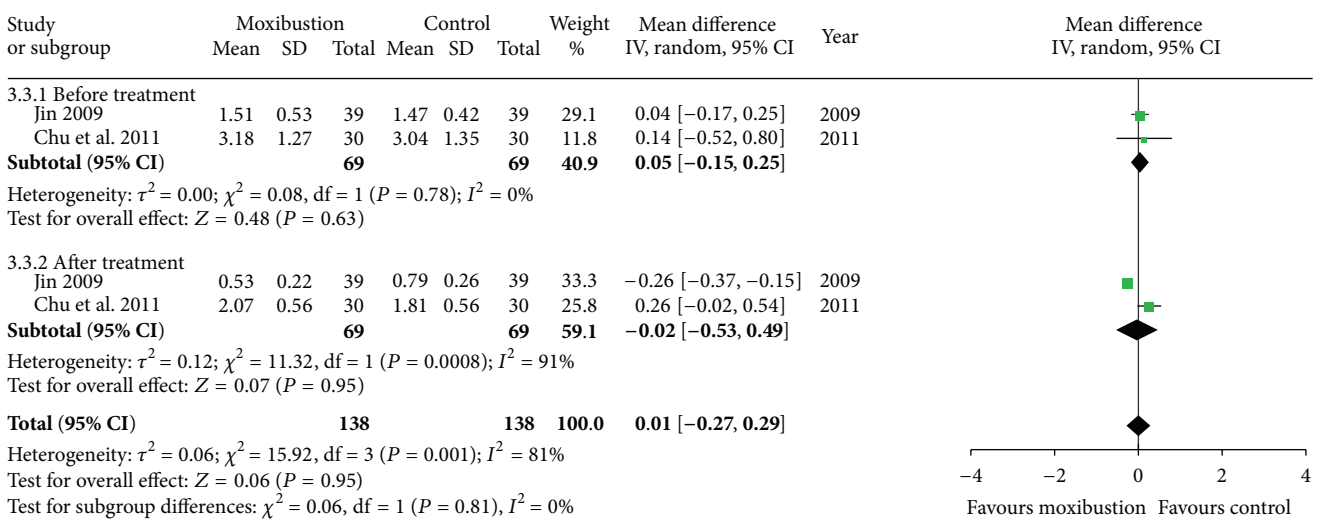 Study or subgroup Moxibustion Control Weight % Mean difference IV, random, 95% CI Year Mean difference IV, random, 95% CI
Mean SD Total Mean SD Total
3.3.1 Before treatment
Jin 2009 1.51 0.53 39 1.47 0.42 39 29.1 0.04 [−0.17, 0.25] 2009
Chu et al. 2011 3.18 1.27 30 3.04 1.35 30 11.8 0.14 [−0.52, 0.80] 2011
Subtotal (95% CI) 69 69 40.9 0.05 [−0.15, 0.25]
Heterogeneity: τ² = 0.00; χ² = 0.08, df = 1 (P = 0.78); I² = 0%
Test for overall effect: Z = 0.48 (P = 0.63)
3.3.2 After treatment
Jin 2009 0.53 0.22 39 0.79 0.26 39 33.3 −0.26 [−0.37, −0.15] 2009
Chu et al. 2011 2.07 0.56 30 1.81 0.56 30 25.8 0.26 [−0.02, 0.54] 2011
Subtotal (95% CI) 69 69 59.1 −0.02 [−0.53, 0.49]
Heterogeneity: τ² = 0.12; χ² = 11.32, df = 1 (P = 0.0008); I² = 91%
Test for overall effect: Z = 0.07 (P = 0.95)
Total (95% CI) 138 138 100.0 0.01 [−0.27, 0.29]
Heterogeneity: τ² = 0.06; χ² = 15.92, df = 3 (P = 0.001); I² = 81%
Test for overall effect: Z = 0.06 (P = 0.95)
Test for subgroup differences: χ² = 0.06, df = 1 (P = 0.81), I² = 0%
−4 −2 0 2 4
Favours moxibustion Favours control